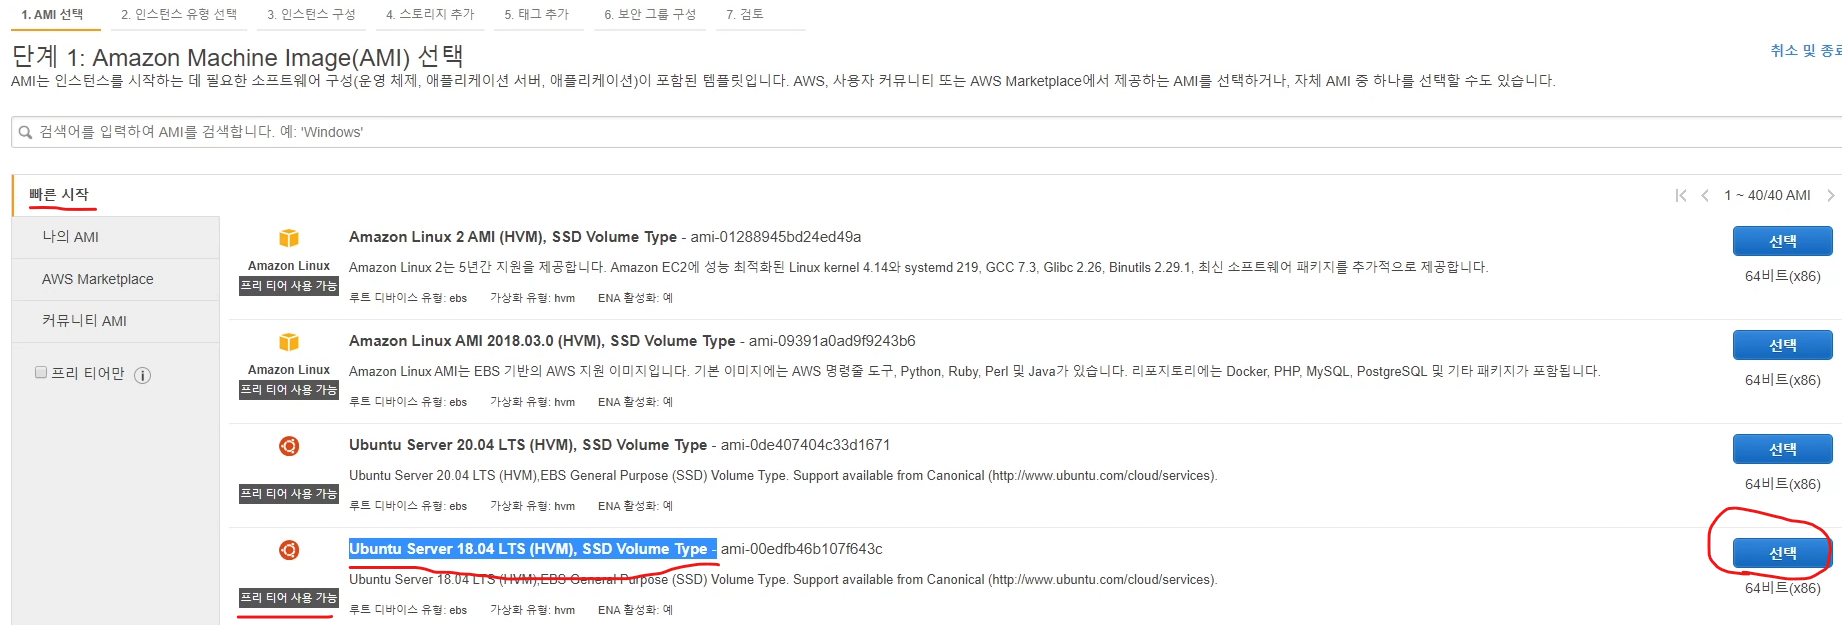 1. AMI 선택 2. 인스턴스 유형 선택 3. 인스턴스 구성 4. 스토리지 추가 5. 태그 추가 6. 보안 그룹 구성 7. 검토
단계 1: Amazon Machine Image(AMI) 선택
취소 및 종료
AMI는 인스턴스를 시작하는 데 필요한 소프트웨어 구성(운영 체제, 애플리케이션 서버, 애플리케이션)이 포함된 템플릿입니다. AWS, 사용자 커뮤니티 또는 AWS Marketplace에서 제공하는 AMI를 선택하거나, 자체 AMI 중 하나를 선택할 수도 있습니다.
검색어를 입력하여 AMI를 검색합니다. 예: 'Windows'
빠른 시작
1 ~ 40/40 AMI
나의 AMI
AWS Marketplace
커뮤니티 AMI
프리 티어만
Amazon Linux
프리 티어 사용 가능
Amazon Linux 2 AMI (HVM), SSD Volume Type - ami-01288945bd24ed49a
Amazon Linux 2는 5년간 지원을 제공합니다. Amazon EC2에 성능 최적화된 Linux kernel 4.14와 systemd 219, GCC 7.3, Glibc 2.26, Binutils 2.29.1, 최신 소프트웨어 패키지를 추가적으로 제공합니다.
루트 디바이스 유형: ebs 가상화 유형: hvm ENA 활성화: 예
선택
64비트(x86)
Amazon Linux
프리 티어 사용 가능
Amazon Linux AMI 2018.03.0 (HVM), SSD Volume Type - ami-09391a0ad9f9243b6
Amazon Linux AMI는 EBS 기반의 AWS 지원 이미지입니다. 기본 이미지에는 AWS 명령줄 도구, Python, Ruby, Perl 및 Java가 있습니다. 리포지토리에는 Docker, PHP, MySQL, PostgreSQL 및 기타 패키지가 포함됩니다.
루트 디바이스 유형: ebs 가상화 유형: hvm ENA 활성화: 예
선택
64비트(x86)
프리 티어 사용 가능
Ubuntu Server 20.04 LTS (HVM), SSD Volume Type - ami-0de407404c33d1671
Ubuntu Server 20.04 LTS (HVM),EBS General Purpose (SSD) Volume Type. Support available from Canonical (http://www.ubuntu.com/cloud/services).
루트 디바이스 유형: ebs 가상화 유형: hvm ENA 활성화: 예
선택
64비트(x86)
프리 티어 사용 가능
Ubuntu Server 18.04 LTS (HVM), SSD Volume Type - ami-00edfb46b107f643c
Ubuntu Server 18.04 LTS (HVM),EBS General Purpose (SSD) Volume Type. Support available from Canonical (http://www.ubuntu.com/cloud/services).
루트 디바이스 유형: ebs 가상화 유형: hvm ENA 활성화: 예
선택
64비트(x86)